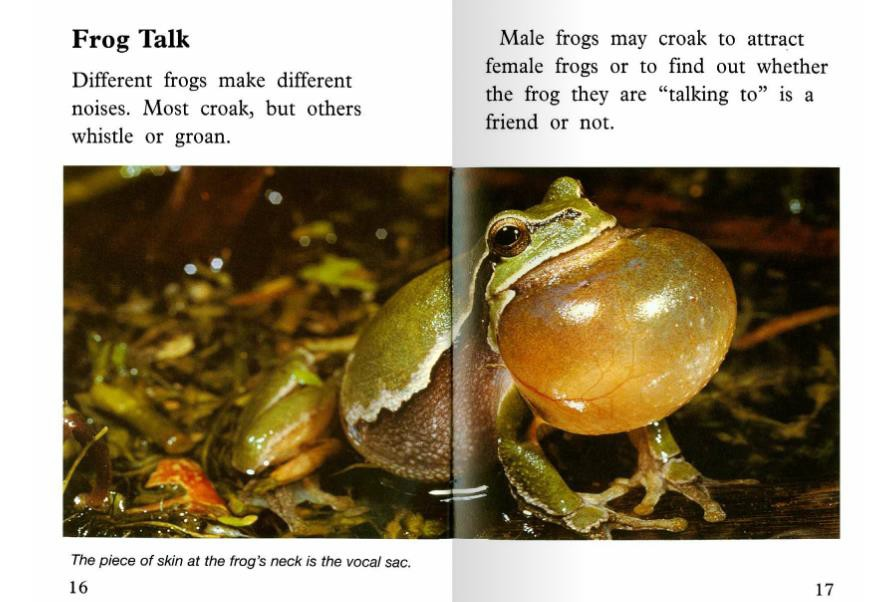 Frog Talk
Different frogs make different
noises. Most croak, but others
whistle or groan.
Male frogs may croak to attract
female frogs or to find out whether
the frog they are “talking to” is a
friend or not.
The piece of skin at the frog's neck is the vocal sac.
16
17